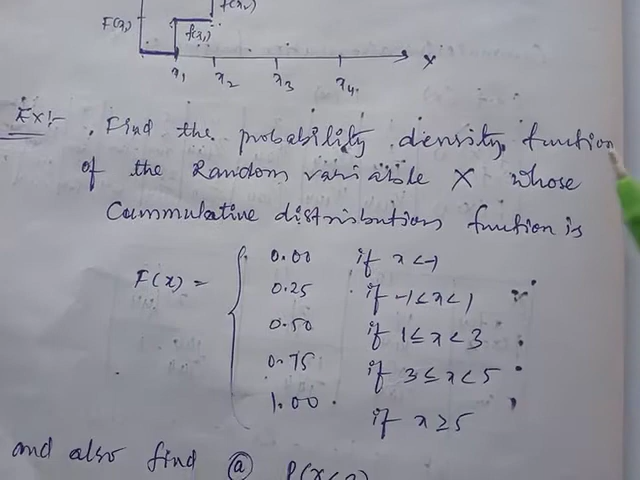 f(x₂)
F(x₁)
f(x₁)
x₁ x₂ x₃ x₄ X
Ex:- Find the probability density function
of the Random variable X whose
Cummulative distribution function is
F(x) = { 0.00 if x<-1
0.25 if -1≤x<1
0.50 if 1≤x<3
0.75 if 3≤x<5
1.00 if x≥5
and also find ⓐ P(X<